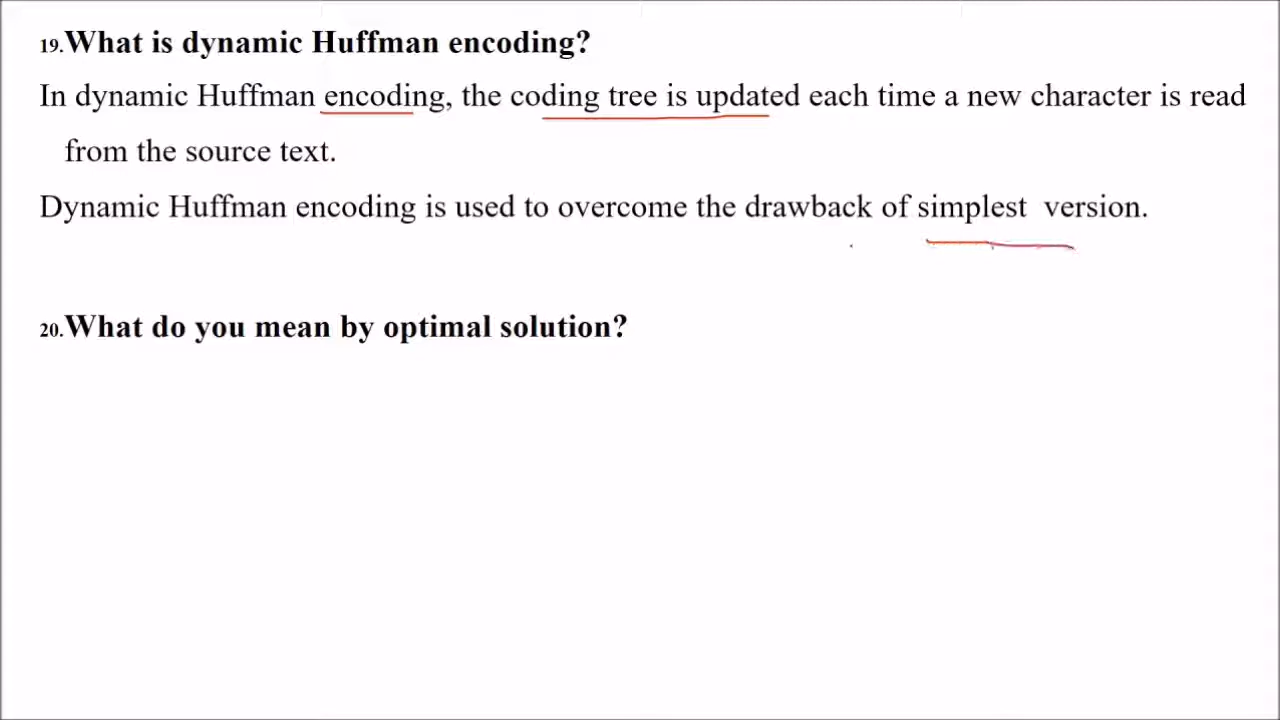 19.What is dynamic Huffman encoding?
In dynamic Huffman encoding, the coding tree is updated each time a new character is read
from the source text.
Dynamic Huffman encoding is used to overcome the drawback of simplest version.
20.What do you mean by optimal solution?